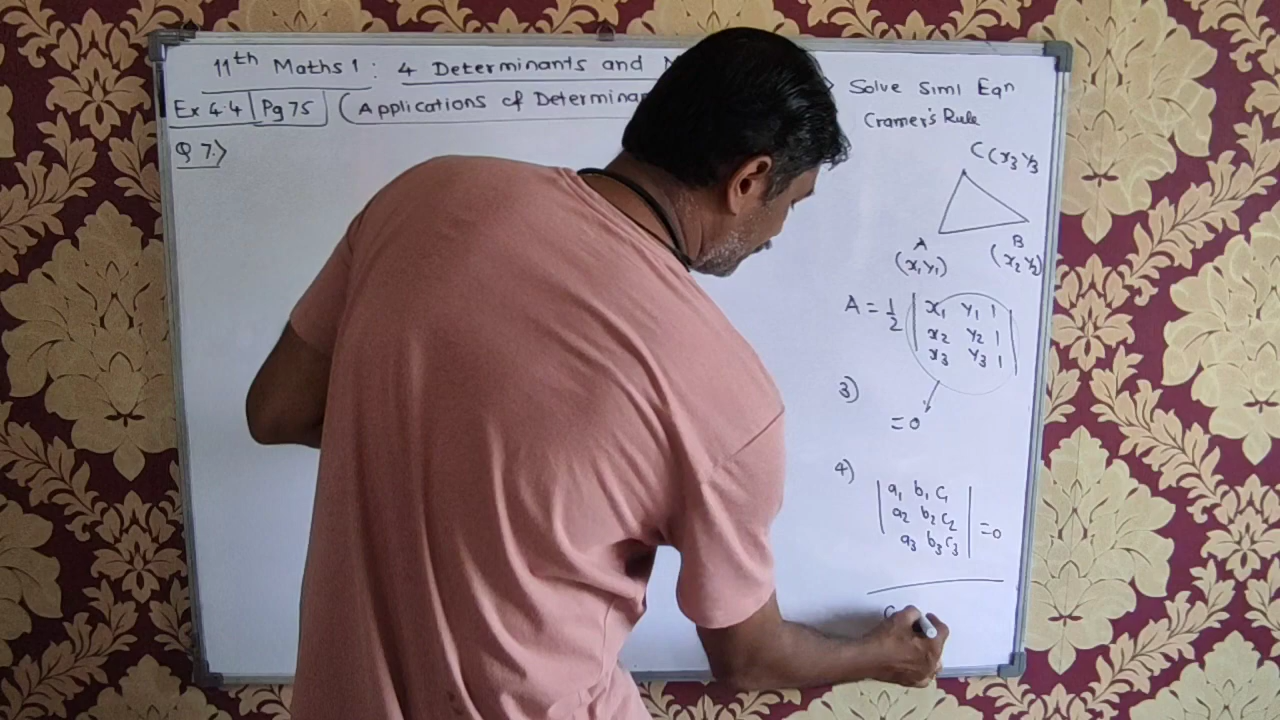 11th Maths 1 : 4 Determinants and
Ex 4.4 | Pg 75 (Applications of Determinan
Q 7.>
Solve Siml Eqn
Cramer's Rule
C (x3 y3
A
(x1 y1)
B
(x2 y2)
A = 1/2 | x1 y1 1
x2 y2 1
x3 y3 1 |
3)
= 0
4)
| a1 b1 c1
a2 b2 c2
a3 b3 c3 | = 0